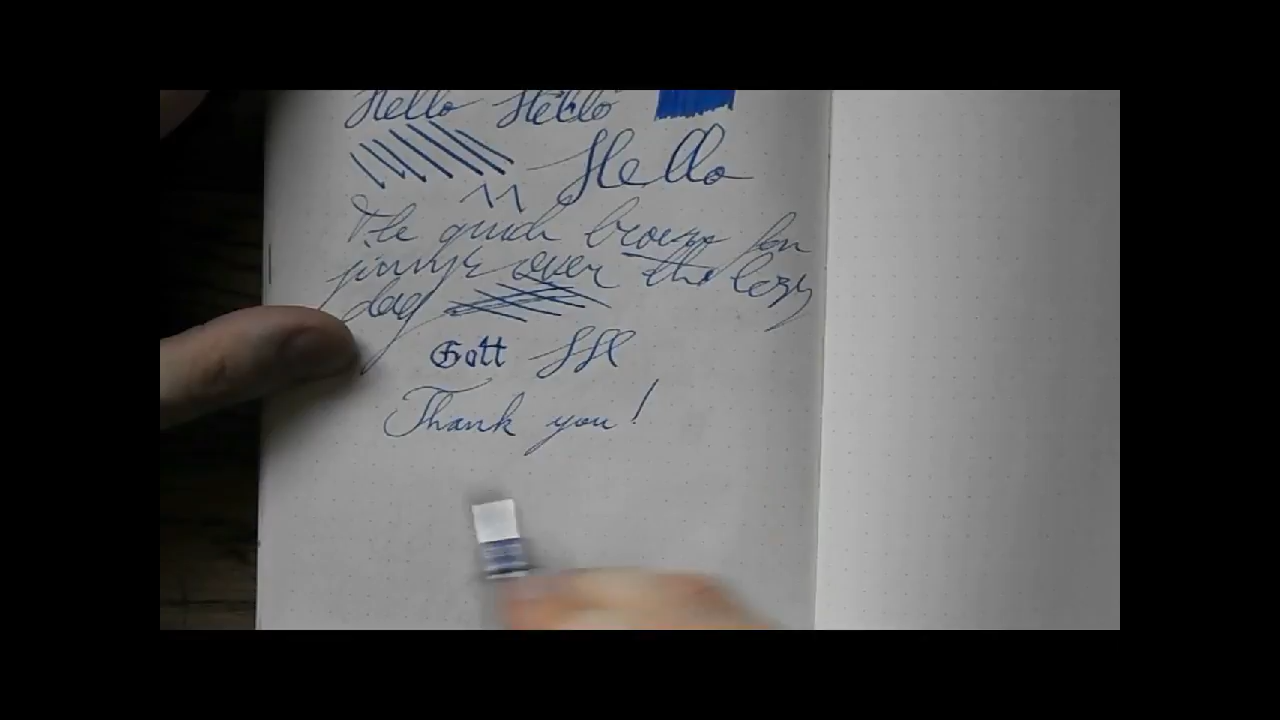 Hello Hello
Hello
The quick brown fox
jumps over the lazy
dog
Gott
Thank you!